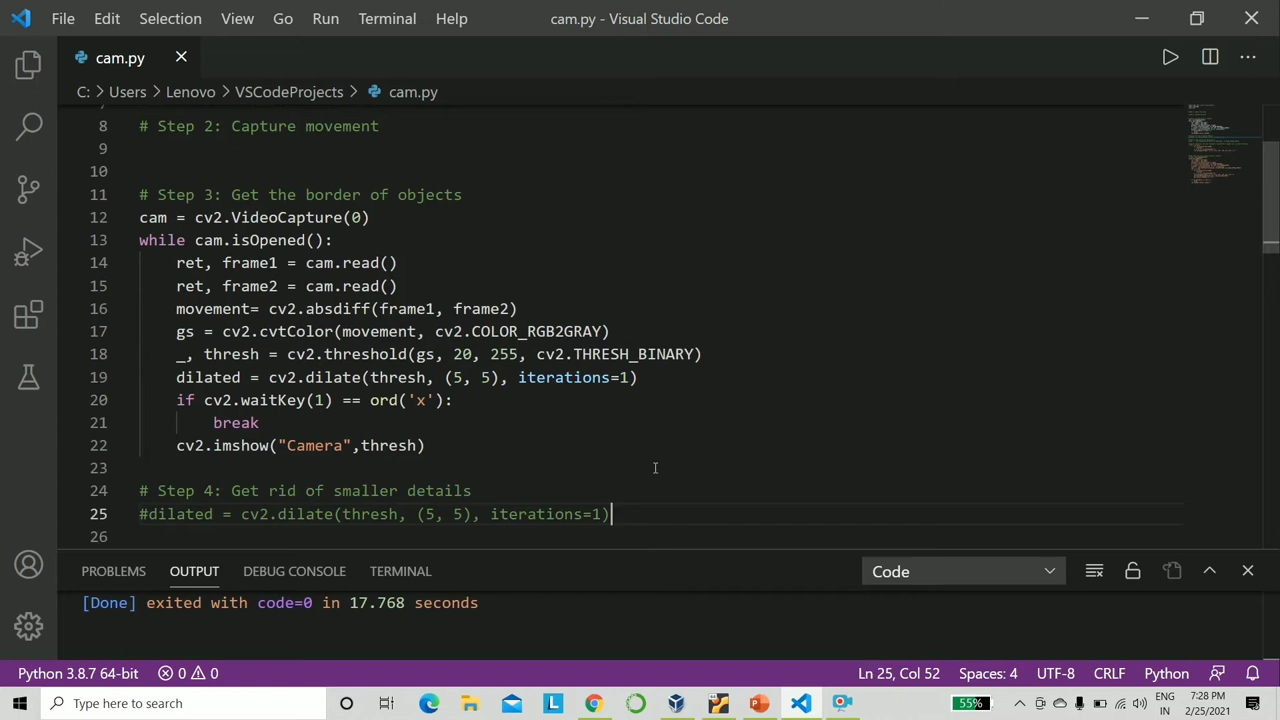 File Edit Selection View Go Run Terminal Help cam.py - Visual Studio Code
cam.py
C: > Users > Lenovo > VSCodeProjects > cam.py
8 # Step 2: Capture movement
9
10
11 # Step 3: Get the border of objects
12 cam = cv2.VideoCapture(0)
13 while cam.isOpened():
14 ret, frame1 = cam.read()
15 ret, frame2 = cam.read()
16 movement= cv2.absdiff(frame1, frame2)
17 gs = cv2.cvtColor(movement, cv2.COLOR_RGB2GRAY)
18 _, thresh = cv2.threshold(gs, 20, 255, cv2.THRESH_BINARY)
19 dilated = cv2.dilate(thresh, (5, 5), iterations=1)
20 if cv2.waitKey(1) == ord('x'):
21 break
22 cv2.imshow("Camera",thresh)
23
24 # Step 4: Get rid of smaller details
25 #dilated = cv2.dilate(thresh, (5, 5), iterations=1)
26
PROBLEMS OUTPUT DEBUG CONSOLE TERMINAL Code
[Done] exited with code=0 in 17.768 seconds
Python 3.8.7 64-bit 0 0 Ln 25, Col 52 Spaces: 4 UTF-8 CRLF Python
Type here to search 55% ENG 7:28 PM
IN 2/25/2021